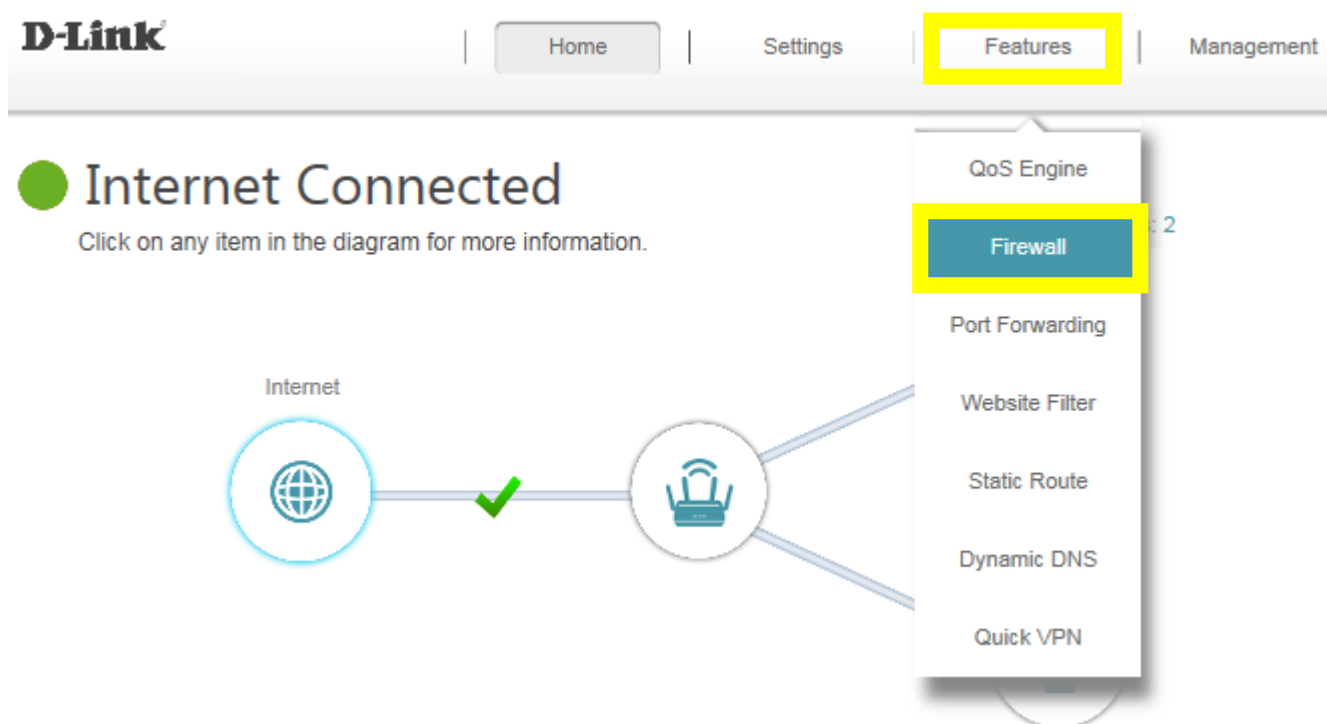 D-Link
Home
Settings
Features
Management
Internet Connected
Click on any item in the diagram for more information.
QoS Engine
Firewall
: 2
Port Forwarding
Website Filter
Static Route
Dynamic DNS
Quick VPN
Internet